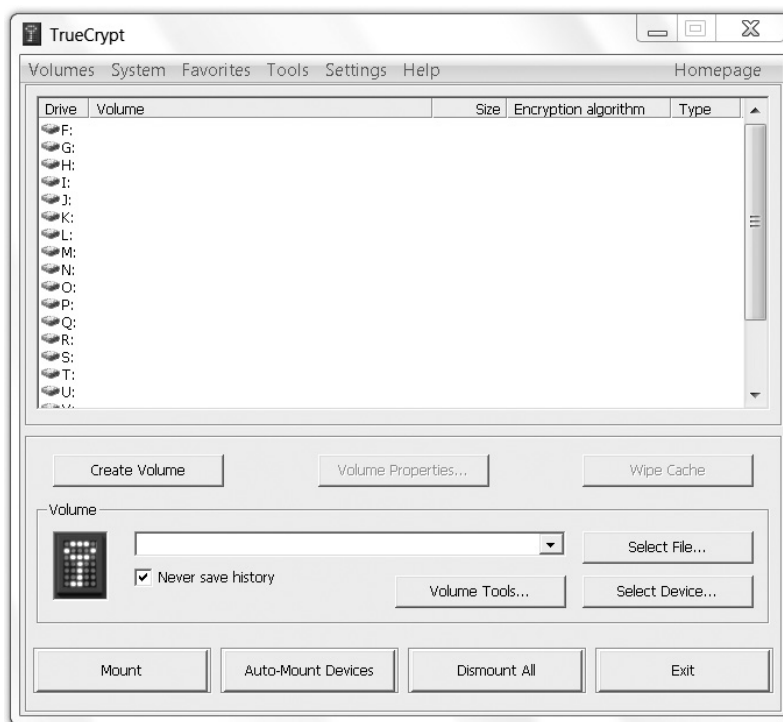 TrueCrypt
Volumes System Favorites Tools Settings Help Homepage
Drive Volume Size Encryption algorithm Type
F:
G:
H:
I:
J:
K:
L:
M:
N:
O:
P:
Q:
R:
S:
T:
U:
Create Volume Volume Properties... Wipe Cache
Volume
Select File...
Never save history
Volume Tools... Select Device...
Mount Auto-Mount Devices Dismount All Exit